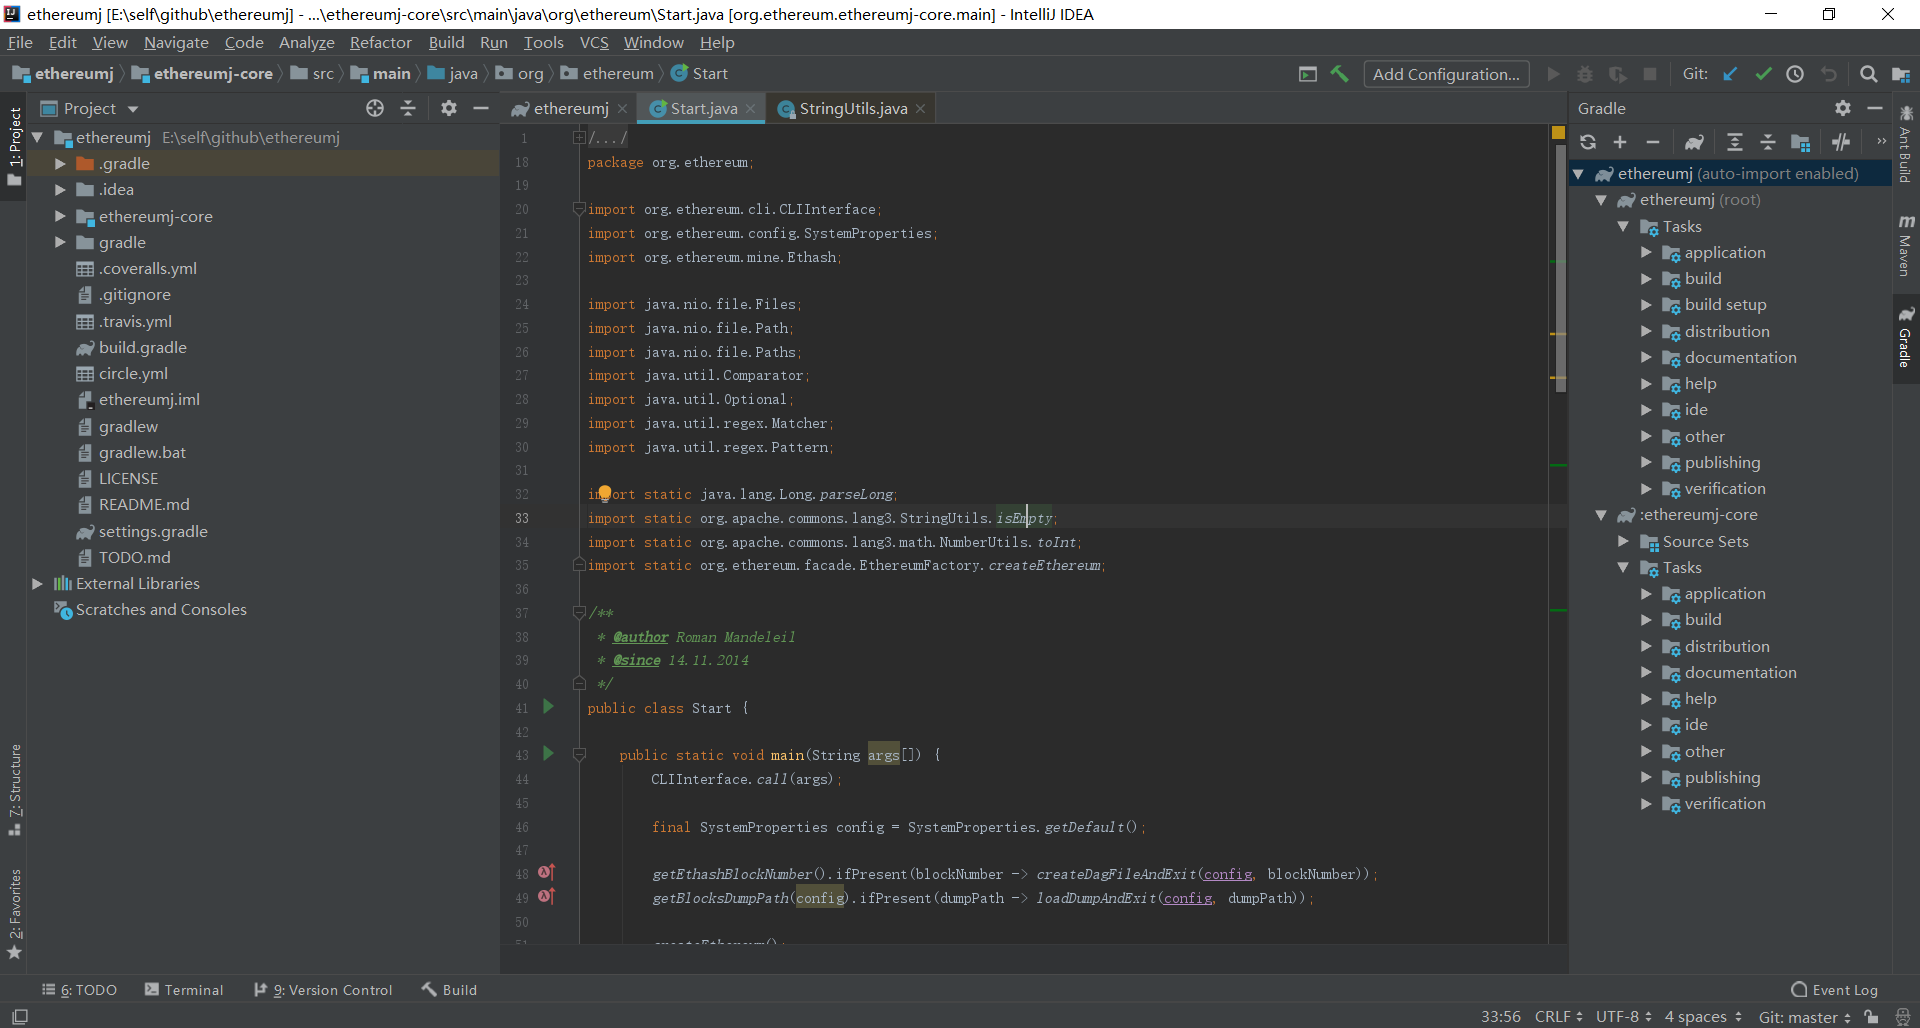 ethereumj [E:\self\github\ethereumj] - ...\ethereumj-core\src\main\java\org\ethereum\Start.java [org.ethereum.ethereumj-core.main] - IntelliJ IDEA
File Edit View Navigate Code Analyze Refactor Build Run Tools VCS Window Help
ethereumj ethereumj-core src main java org ethereum Start
Add Configuration...
Git:
1: Project
7: Structure
2: Favorites
Project
ethereumj E:\self\github\ethereumj
.gradle
.idea
ethereumj-core
gradle
.coveralls.yml
.gitignore
.travis.yml
build.gradle
circle.yml
ethereumj.iml
gradlew
gradlew.bat
LICENSE
README.md
settings.gradle
TODO.md
External Libraries
Scratches and Consoles
ethereumj Start.java StringUtils.java
1 /.../
18 package org.ethereum;
19
20 import org.ethereum.cli.CLIInterface;
21 import org.ethereum.config.SystemProperties;
22 import org.ethereum.mine.Ethash;
23
24 import java.nio.file.Files;
25 import java.nio.file.Path;
26 import java.nio.file.Paths;
27 import java.util.Comparator;
28 import java.util.Optional;
29 import java.util.regex.Matcher;
30 import java.util.regex.Pattern;
31
32 import static java.lang.Long.parseLong;
33 import static org.apache.commons.lang3.StringUtils.isEmpty;
34 import static org.apache.commons.lang3.math.NumberUtils.toInt;
35 import static org.ethereum.facade.EthereumFactory.createEthereum;
36
37 /**
38 * @author Roman Mandeleil
39 * @since 14.11.2014
40 */
41 public class Start {
42
43 public static void main(String args[]) {
44 CLIInterface.call(args);
45
46 final SystemProperties config = SystemProperties.getDefault();
47
48 getEthashBlockNumber().ifPresent(blockNumber -> createDagFileAndExit(config, blockNumber));
49 getBlocksDumpPath(config).ifPresent(dumpPath -> loadDumpAndExit(config, dumpPath));
50
51 createEthereum();
Gradle
ethereumj (auto-import enabled)
ethereumj (root)
Tasks
application
build
build setup
distribution
documentation
help
ide
other
publishing
verification
:ethereumj-core
Source Sets
Tasks
application
build
distribution
documentation
help
ide
other
publishing
verification
Ant Build
Maven
Gradle
6: TODO Terminal 9: Version Control Build Event Log
33:56 CRLF UTF-8 4 spaces Git: master